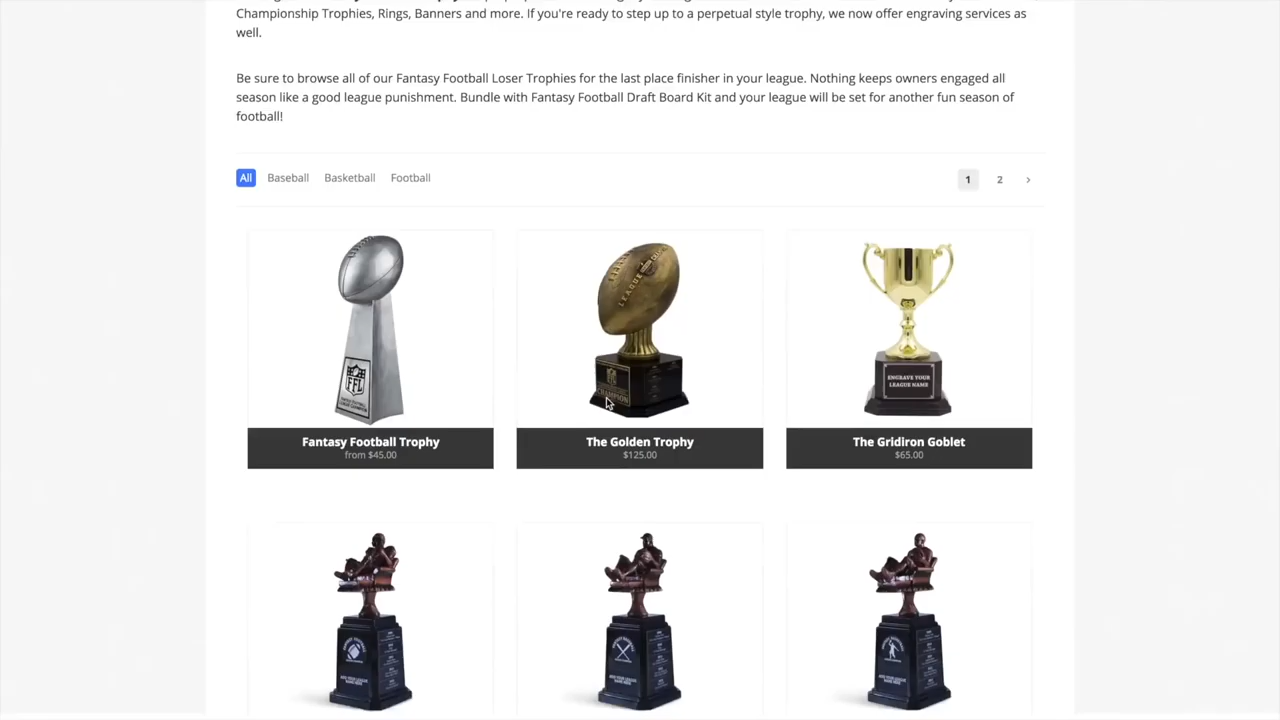 Championship Trophies, Rings, Banners and more. If you're ready to step up to a perpetual style trophy, we now offer engraving services as
well.
Be sure to browse all of our Fantasy Football Loser Trophies for the last place finisher in your league. Nothing keeps owners engaged all
season like a good league punishment. Bundle with Fantasy Football Draft Board Kit and your league will be set for another fun season of
football!
All Baseball Basketball Football 1 2 >
FFL
LEAGUE
CHAMPION
ENGRAVE YOUR
LEAGUE NAME
Fantasy Football Trophy
from $45.00
The Golden Trophy
$125.00
The Gridiron Goblet
$65.00